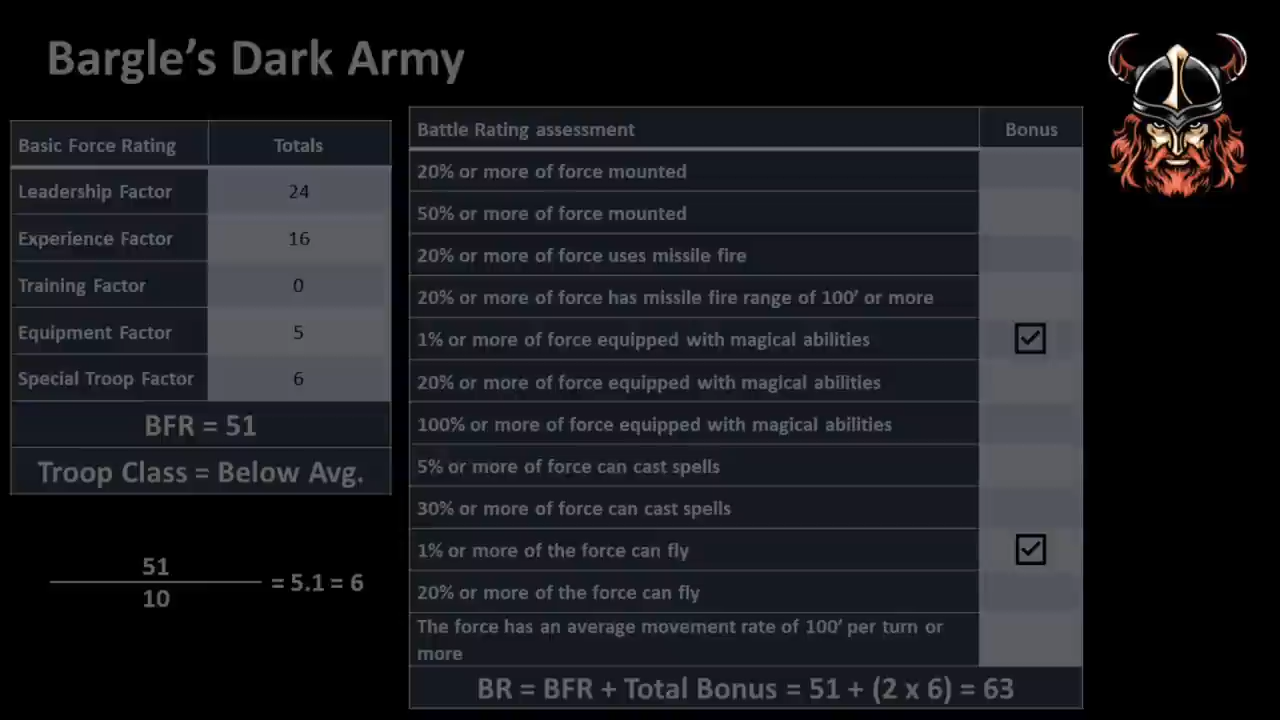 Bargle’s Dark Army
Basic Force Rating Totals
Leadership Factor 24
Experience Factor 16
Training Factor 0
Equipment Factor 5
Special Troop Factor 6
BFR = 51
Troop Class = Below Avg.
51
10
= 5.1 = 6
Battle Rating assessment Bonus
20% or more of force mounted
50% or more of force mounted
20% or more of force uses missile fire
20% or more of force has missile fire range of 100’ or more
1% or more of force equipped with magical abilities
20% or more of force equipped with magical abilities
100% or more of force equipped with magical abilities
5% or more of force can cast spells
30% or more of force can cast spells
1% or more of the force can fly
20% or more of the force can fly
The force has an average movement rate of 100’ per turn or
more
BR = BFR + Total Bonus = 51 + (2 x 6) = 63